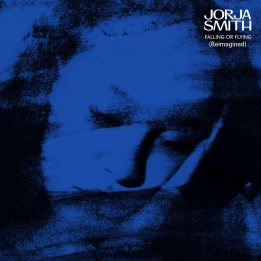 JORJA
SMITH
FALLING OR FLYING
(Reimagined)